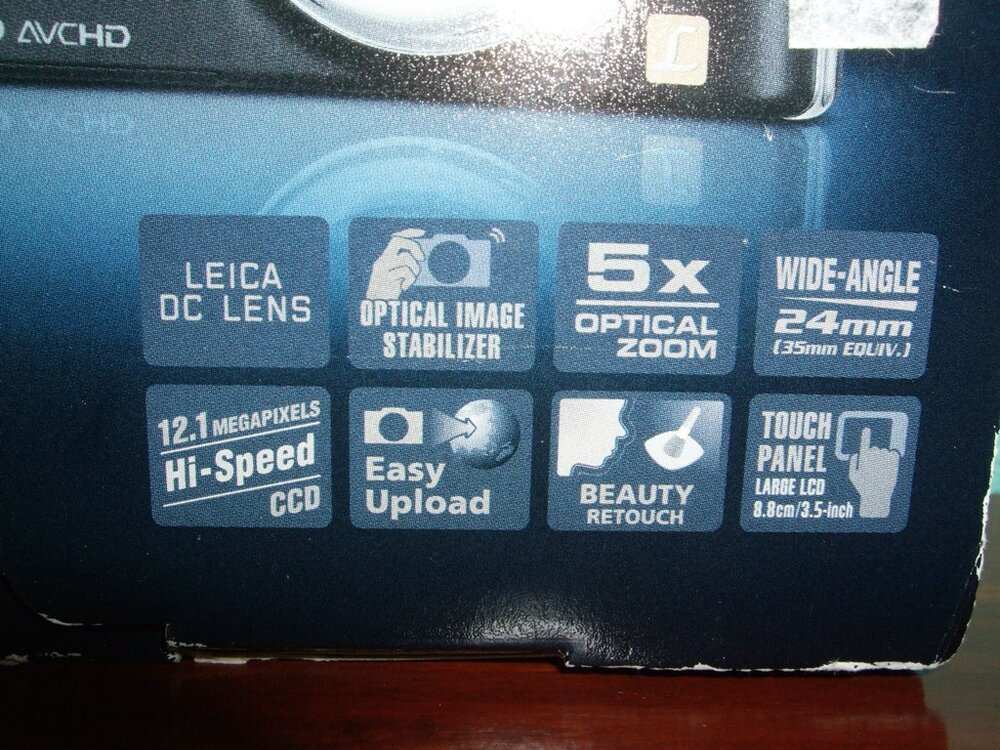 AVCHD
L
LEICA
DC LENS
OPTICAL IMAGE
STABILIZER
5x
OPTICAL
ZOOM
WIDE-ANGLE
24mm
(35mm EQUIV.)
12.1 MEGAPIXELS
Hi-Speed
CCD
Easy
Upload
BEAUTY
RETOUCH
TOUCH
PANEL
LARGE LCD
8.8cm/3.5-inch